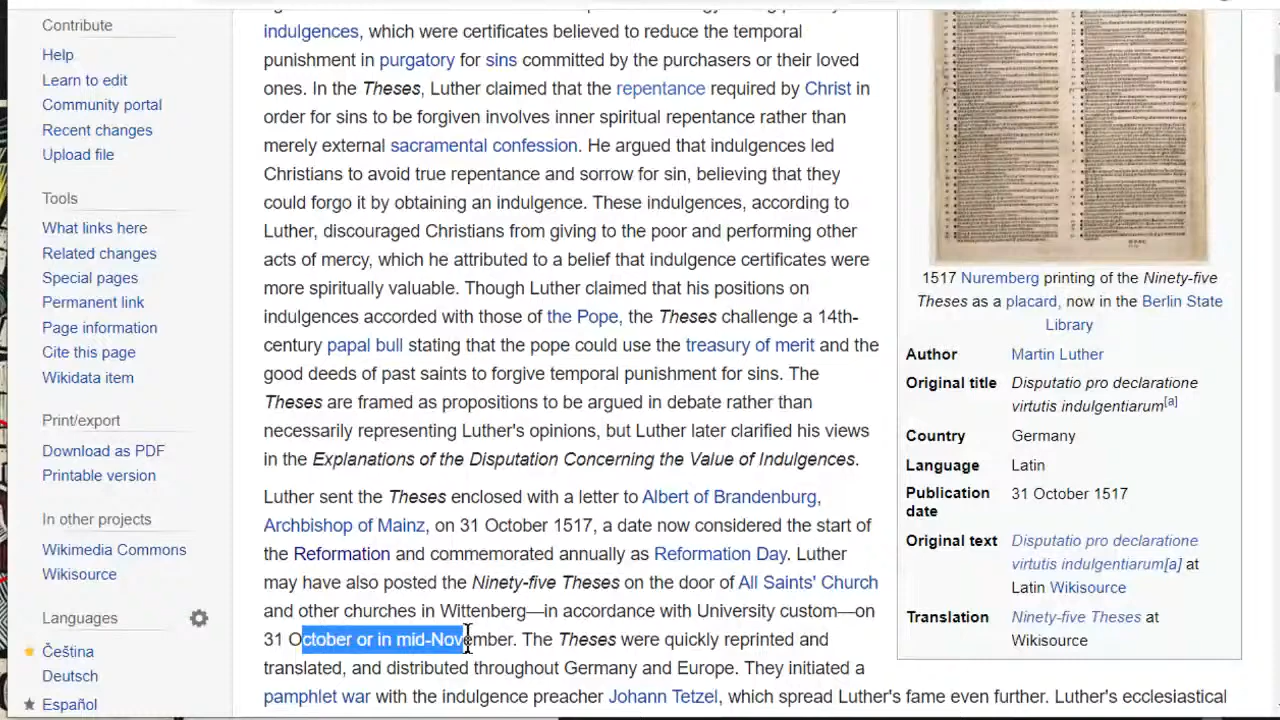 Contribute
Help
Learn to edit
Community portal
Recent changes
Upload file
Tools
What links here
Related changes
Special pages
Permanent link
Page information
Cite this page
Wikidata item
Print/export
Download as PDF
Printable version
In other projects
Wikimedia Commons
Wikisource
Languages
Čeština
Deutsch
Español
indulgences, which were certificates believed to reduce the temporal
punishment in purgatory for sins committed by the purchasers or their loved
ones. In the Theses, Luther claimed that the repentance required by Christ in
order for sins to be forgiven involves inner spiritual repentance rather than
merely external sacramental confession. He argued that indulgences led
Christians to avoid true repentance and sorrow for sin, believing that they
could forgo it by obtaining an indulgence. These indulgences, according to
Luther, discouraged Christians from giving to the poor and performing other
acts of mercy, which he attributed to a belief that indulgence certificates were
more spiritually valuable. Though Luther claimed that his positions on
indulgences accorded with those of the Pope, the Theses challenge a 14th-
century papal bull stating that the pope could use the treasury of merit and the
good deeds of past saints to forgive temporal punishment for sins. The
Theses are framed as propositions to be argued in debate rather than
necessarily representing Luther's opinions, but Luther later clarified his views
in the Explanations of the Disputation Concerning the Value of Indulgences.
Luther sent the Theses enclosed with a letter to Albert of Brandenburg,
Archbishop of Mainz, on 31 October 1517, a date now considered the start of
the Reformation and commemorated annually as Reformation Day. Luther
may have also posted the Ninety-five Theses on the door of All Saints' Church
and other churches in Wittenberg—in accordance with University custom—on
31 October or in mid-November. The Theses were quickly reprinted and
translated, and distributed throughout Germany and Europe. They initiated a
pamphlet war with the indulgence preacher Johann Tetzel, which spread Luther's fame even further. Luther's ecclesiastical
1517 Nuremberg printing of the Ninety-five
Theses as a placard, now in the Berlin State
Library
Author Martin Luther
Original title Disputatio pro declaratione
virtutis indulgentiarum[a]
Country Germany
Language Latin
Publication 31 October 1517
date
Original text Disputatio pro declaratione
virtutis indulgentiarum[a] at
Latin Wikisource
Translation Ninety-five Theses at
Wikisource